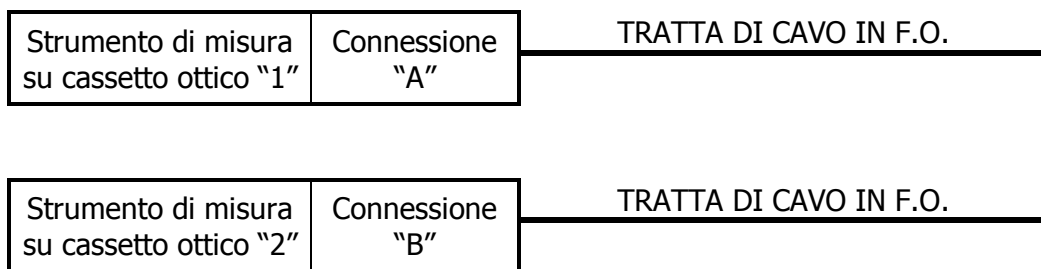 Strumento di misura
su cassetto ottico “1”
Connessione
“A”
TRATTA DI CAVO IN F.O.
Strumento di misura
su cassetto ottico “2”
Connessione
“B”
TRATTA DI CAVO IN F.O.